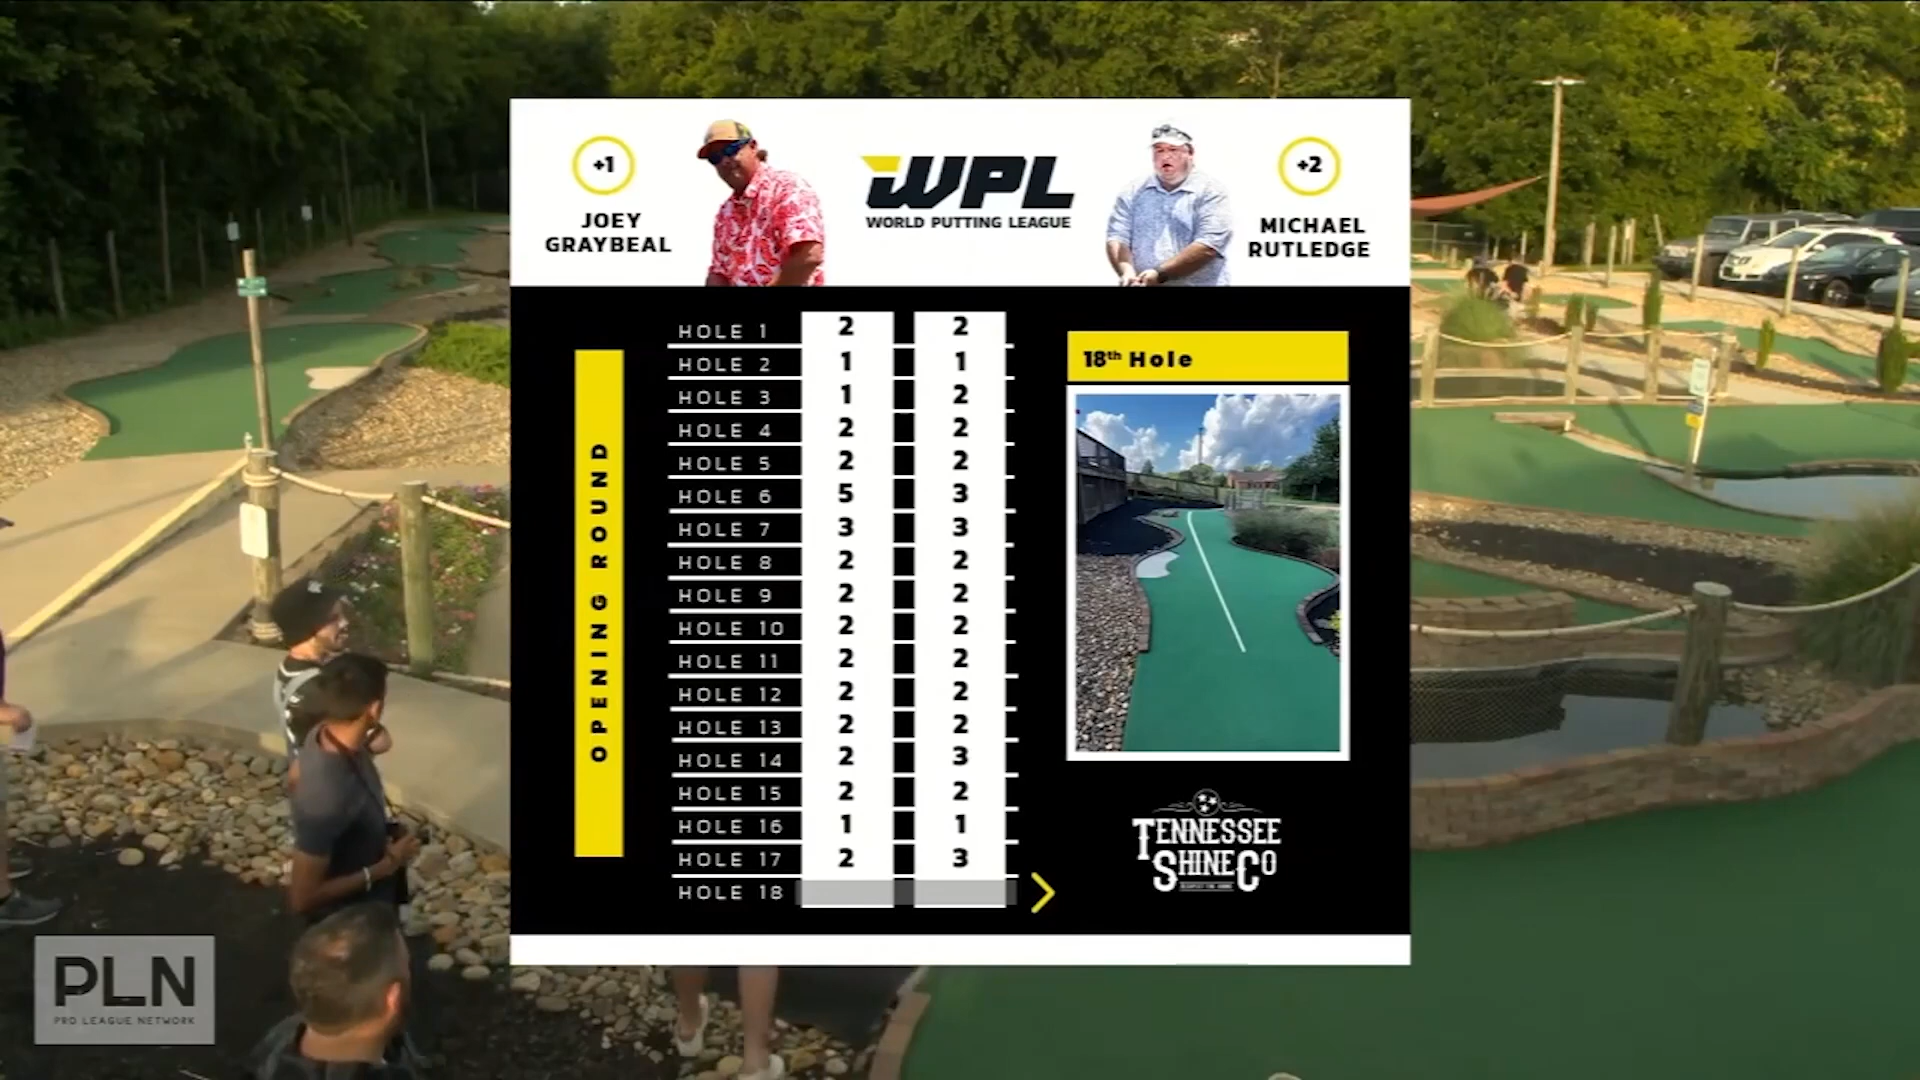 +1
JOEY
GRAYBEAL
WPL
WORLD PUTTING LEAGUE
+2
MICHAEL
RUTLEDGE
OPENING ROUND
HOLE 1 2 2
HOLE 2 1 1
HOLE 3 1 2
HOLE 4 2 2
HOLE 5 2 2
HOLE 6 5 3
HOLE 7 3 3
HOLE 8 2 2
HOLE 9 2 2
HOLE 10 2 2
HOLE 11 2 2
HOLE 12 2 2
HOLE 13 2 2
HOLE 14 2 3
HOLE 15 2 2
HOLE 16 1 1
HOLE 17 2 3
HOLE 18
18th Hole
TENNESSEE
SHINE CO
PLN
PRO LEAGUE NETWORK